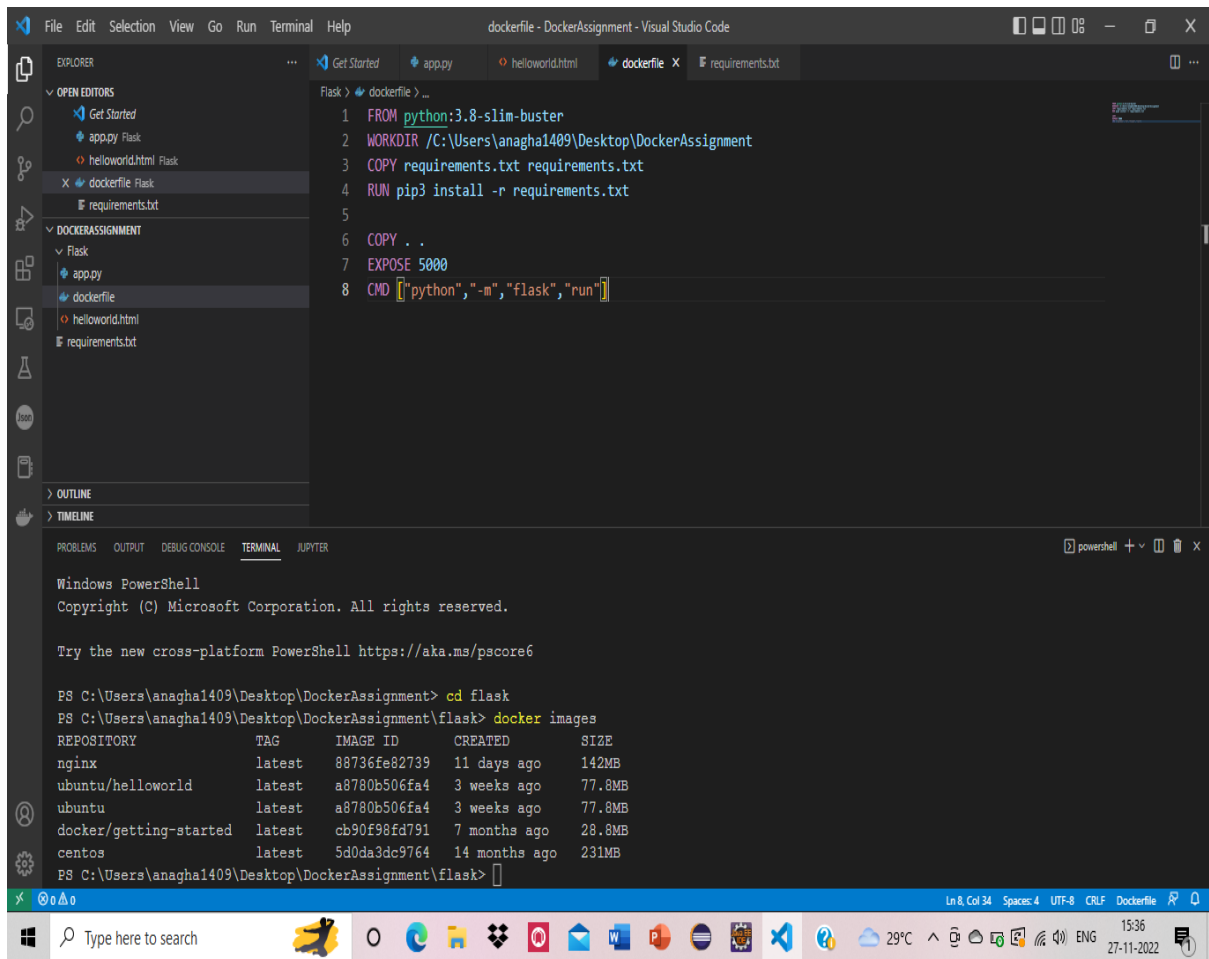 File Edit Selection View Go Run Terminal Help dockerfile - DockerAssignment - Visual Studio Code
EXPLORER
OPEN EDITORS
Get Started
app.py Flask
helloworld.html Flask
X dockerfile Flask
requirements.txt
DOCKERASSIGNMENT
Flask
app.py
dockerfile
helloworld.html
requirements.txt
OUTLINE
TIMELINE
Json
Get Started app.py helloworld.html dockerfile X requirements.txt
Flask > dockerfile > ...
1 FROM python:3.8-slim-buster
2 WORKDIR /C:\Users\anagha1409\Desktop\DockerAssignment
3 COPY requirements.txt requirements.txt
4 RUN pip3 install -r requirements.txt
5
6 COPY . .
7 EXPOSE 5000
8 CMD ["python","-m","flask","run"]
PROBLEMS OUTPUT DEBUG CONSOLE TERMINAL JUPYTER powershell
Windows PowerShell
Copyright (C) Microsoft Corporation. All rights reserved.
Try the new cross-platform PowerShell https://aka.ms/pscore6
PS C:\Users\anagha1409\Desktop\DockerAssignment> cd flask
PS C:\Users\anagha1409\Desktop\DockerAssignment\flask> docker images
REPOSITORY TAG IMAGE ID CREATED SIZE
nginx latest 88736fe82739 11 days ago 142MB
ubuntu/helloworld latest a8780b506fa4 3 weeks ago 77.8MB
ubuntu latest a8780b506fa4 3 weeks ago 77.8MB
docker/getting-started latest cb90f98fd791 7 months ago 28.8MB
centos latest 5d0da3dc9764 14 months ago 231MB
PS C:\Users\anagha1409\Desktop\DockerAssignment\flask>
0 0 Ln 8, Col 34 Spaces: 4 UTF-8 CRLF Dockerfile
Type here to search 29°C ENG 15:36
27-11-2022
1